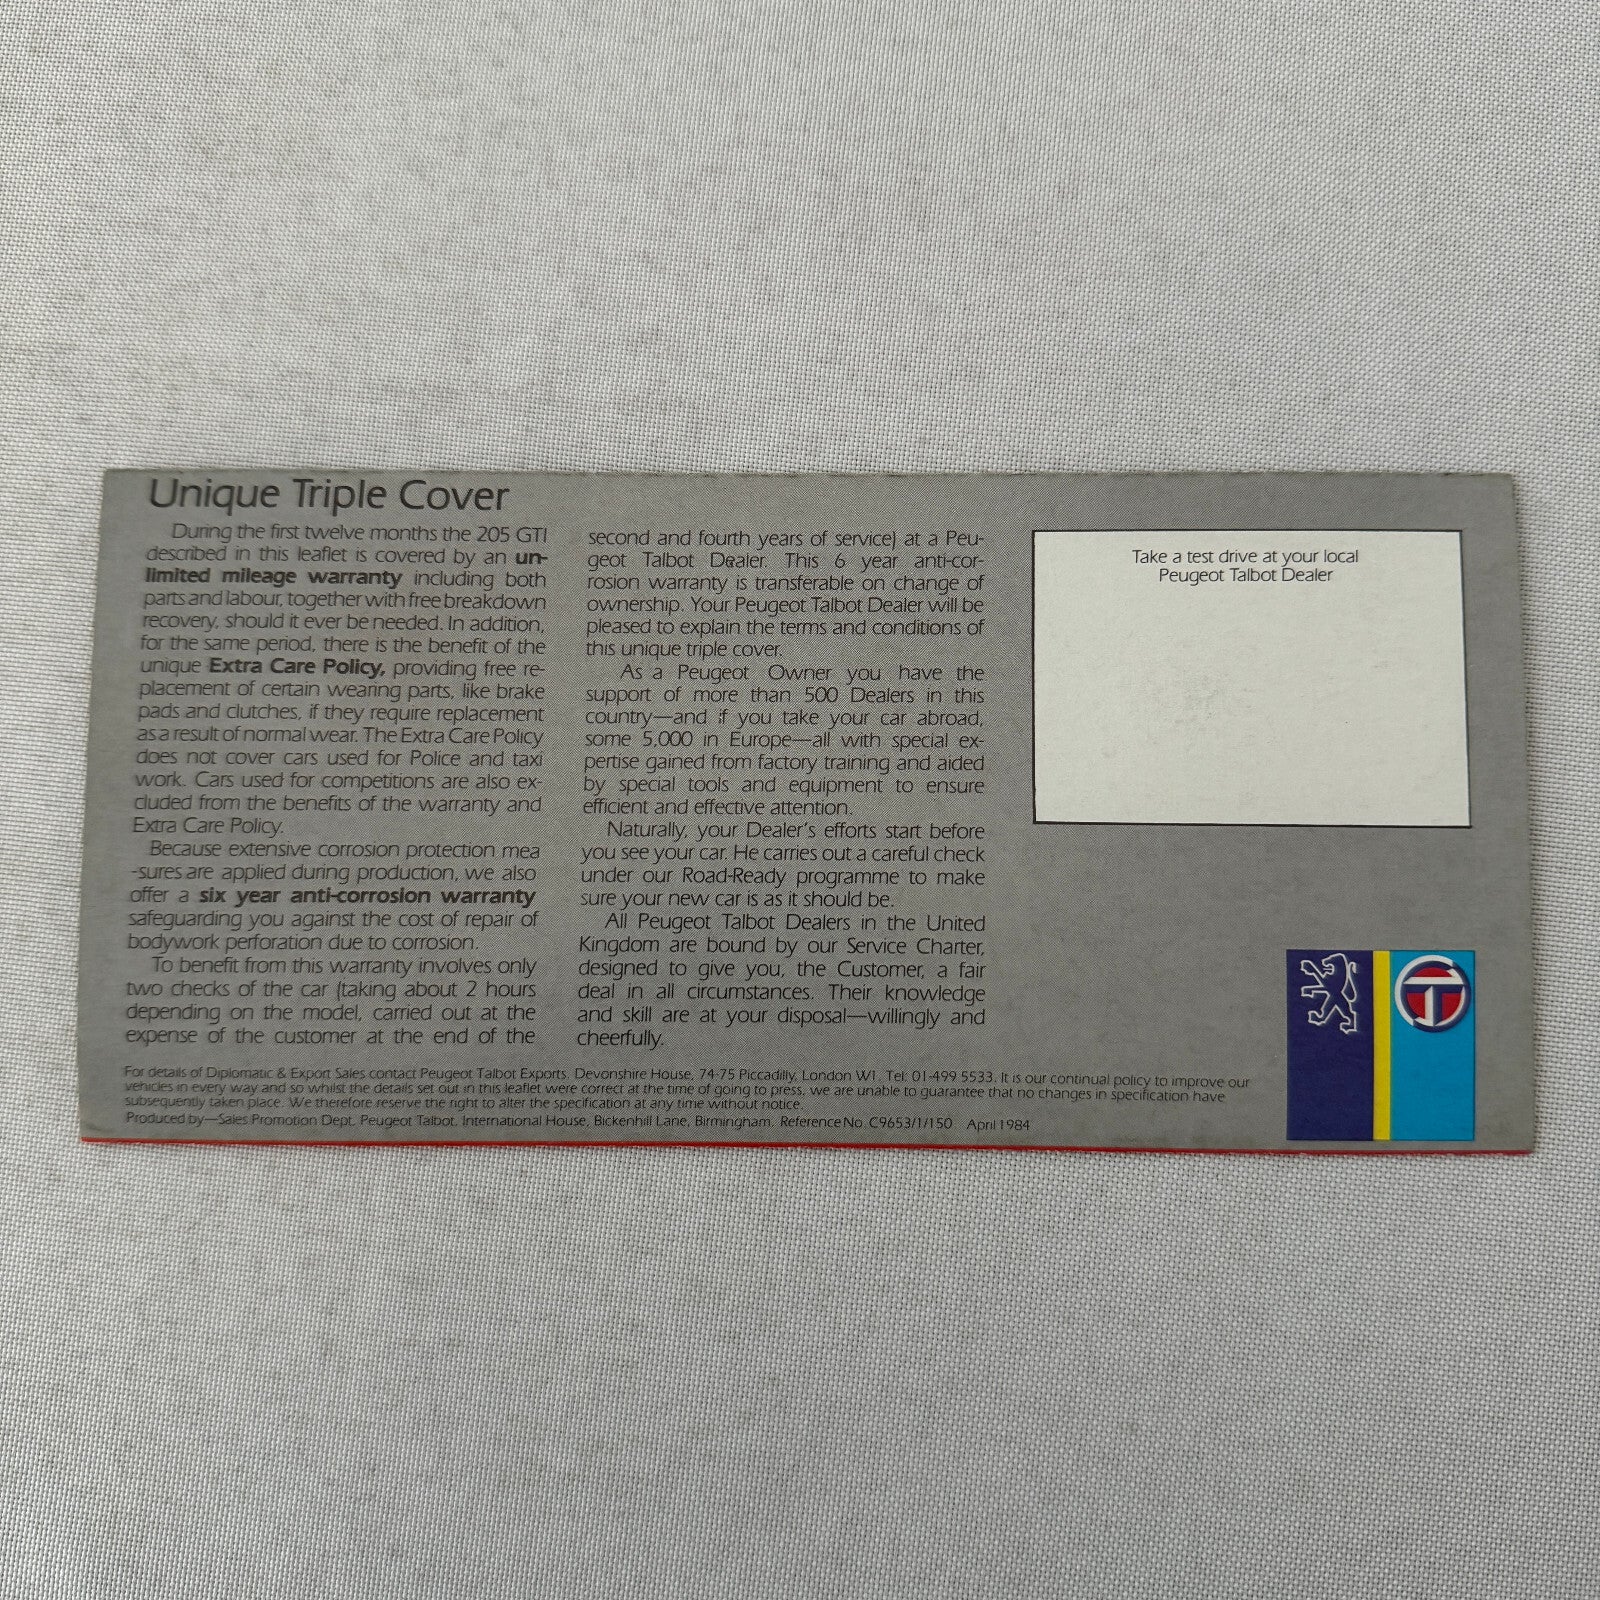 Unique Triple Cover
During the first twelve months the 205 GTI
described in this leaflet is covered by an un-
limited mileage warranty including both
parts and labour, together with free breakdown
recovery, should it ever be needed. In addition,
for the same period, there is the benefit of the
unique Extra Care Policy, providing free re-
placement of certain wearing parts, like brake
pads and clutches, if they require replacement
as a result of normal wear. The Extra Care Policy
does not cover cars used for Police and taxi
work. Cars used for competitions are also ex-
cluded from the benefits of the warranty and
Extra Care Policy.
Because extensive corrosion protection mea
-sures are applied during production, we also
offer a six year anti-corrosion warranty
safeguarding you against the cost of repair of
bodywork perforation due to corrosion.
To benefit from this warranty involves only
two checks of the car (taking about 2 hours
depending on the model, carried out at the
expense of the customer at the end of the
second and fourth years of service) at a Peu-
geot Talbot Dealer. This 6 year anti-cor-
rosion warranty is transferable on change of
ownership. Your Peugeot Talbot Dealer will be
pleased to explain the terms and conditions of
this unique triple cover.
As a Peugeot Owner you have the
support of more than 500 Dealers in this
country—and if you take your car abroad,
some 5,000 in Europe—all with special ex-
pertise gained from factory training and aided
by special tools and equipment to ensure
efficient and effective attention.
Naturally, your Dealer's efforts start before
you see your car. He carries out a careful check
under our Road-Ready programme to make
sure your new car is as it should be.
All Peugeot Talbot Dealers in the United
Kingdom are bound by our Service Charter,
designed to give you, the Customer, a fair
deal in all circumstances. Their knowledge
and skill are at your disposal—willingly and
cheerfully.
Take a test drive at your local
Peugeot Talbot Dealer
For details of Diplomatic & Export Sales contact Peugeot Talbot Exports, Devonshire House, 74-75 Piccadilly, London W1. Tel: 01-499 5533. It is our continual policy to improve our
vehicles in every way and so whilst the details set out in this leaflet were correct at the time of going to press, we are unable to guarantee that no changes in specification have
subsequently taken place. We therefore reserve the right to alter the specification at any time without notice.
Produced by—Sales Promotion Dept. Peugeot Talbot, International House, Bickenhill Lane, Birmingham. Reference No. C9653/1/150 April 1984